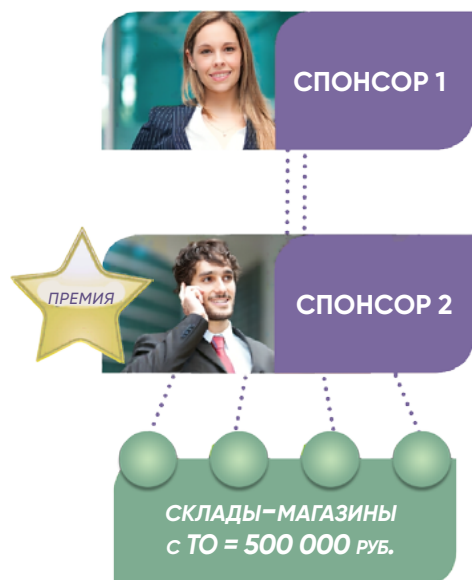 СПОНСОР 1
ПРЕМИЯ
СПОНСОР 2
СКЛАДЫ-МАГАЗИНЫ
С ТО = 500 000 РУБ.